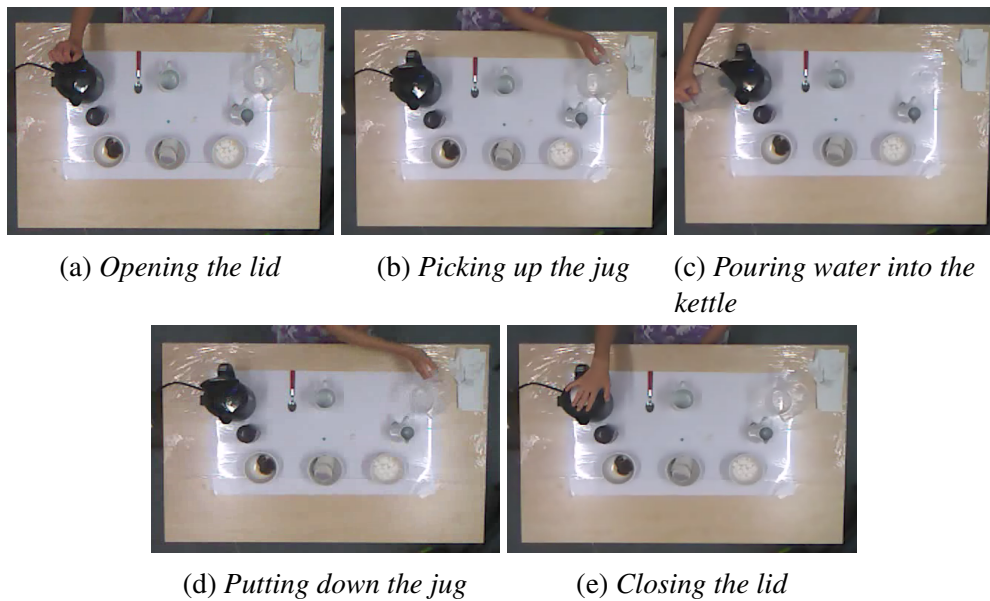 (a) Opening the lid
(b) Picking up the jug
(c) Pouring water into the
kettle
(d) Putting down the jug
(e) Closing the lid